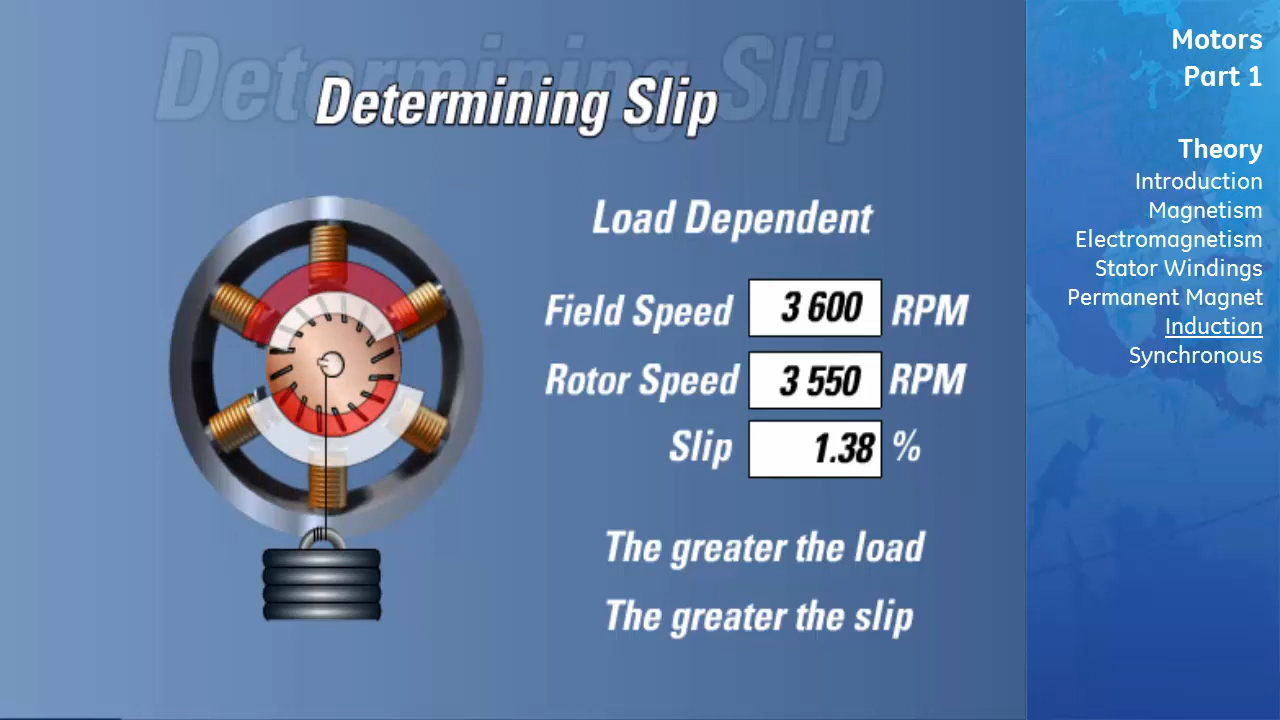 Determining Slip
Determining Slip
Load Dependent
Field Speed 3 600 RPM
Rotor Speed 3 550 RPM
Slip 1.38 %
The greater the load
The greater the slip
Motors
Part 1
Theory
Introduction
Magnetism
Electromagnetism
Stator Windings
Permanent Magnet
Induction
Synchronous